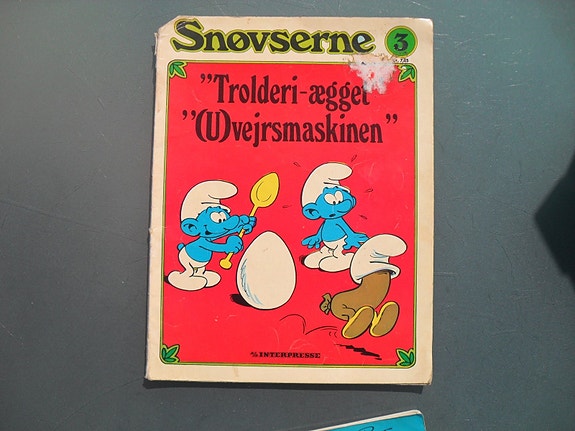 Snøvserne 3
"Trolderi-ægget"
"(U)vejrsmaskinen"
A/S INTERPRESSE